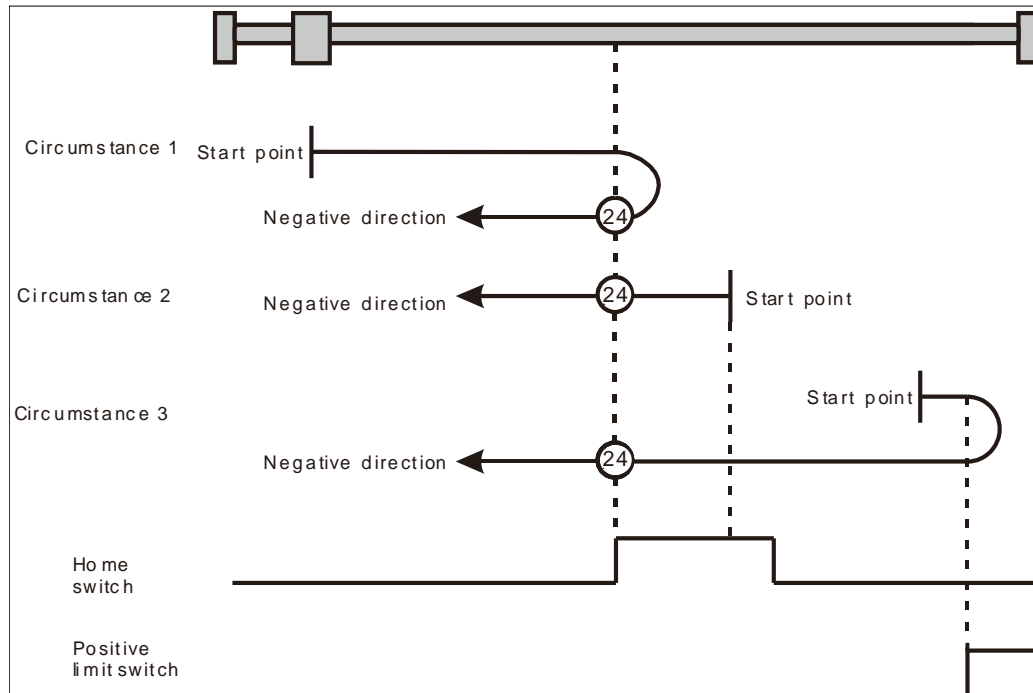 Circumstance 1
Start point
Negative direction
24
Circumstance 2
Negative direction
24
Start point
Circumstance 3
Start point
Negative direction
24
Home
switch
Positive
limit switch